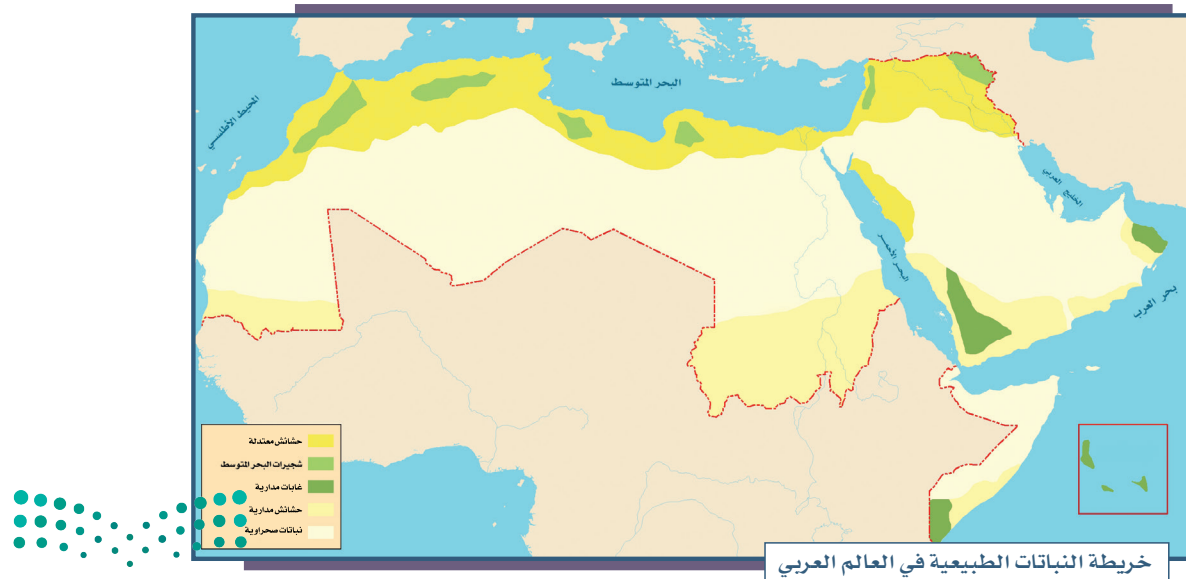 البحر المتوسط
المحيط الأطلسي
الخليج العربي
البحر الأحمر
بحر العرب
حشائش معتدلة
شجيرات البحر المتوسط
غابات مدارية
حشائش مدارية
نباتات صحراوية
خريطة النباتات الطبيعية في العالم العربي